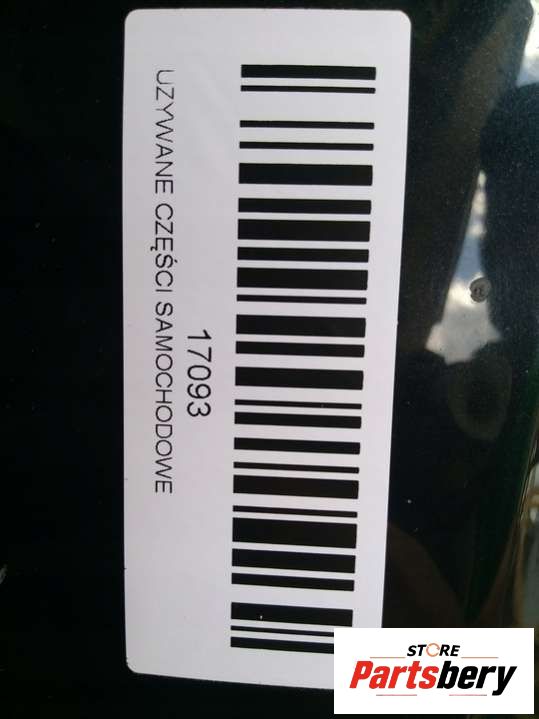 17093
UZYWANE CZĘŚCI SAMOCHODOWE
STORE
Partsbery